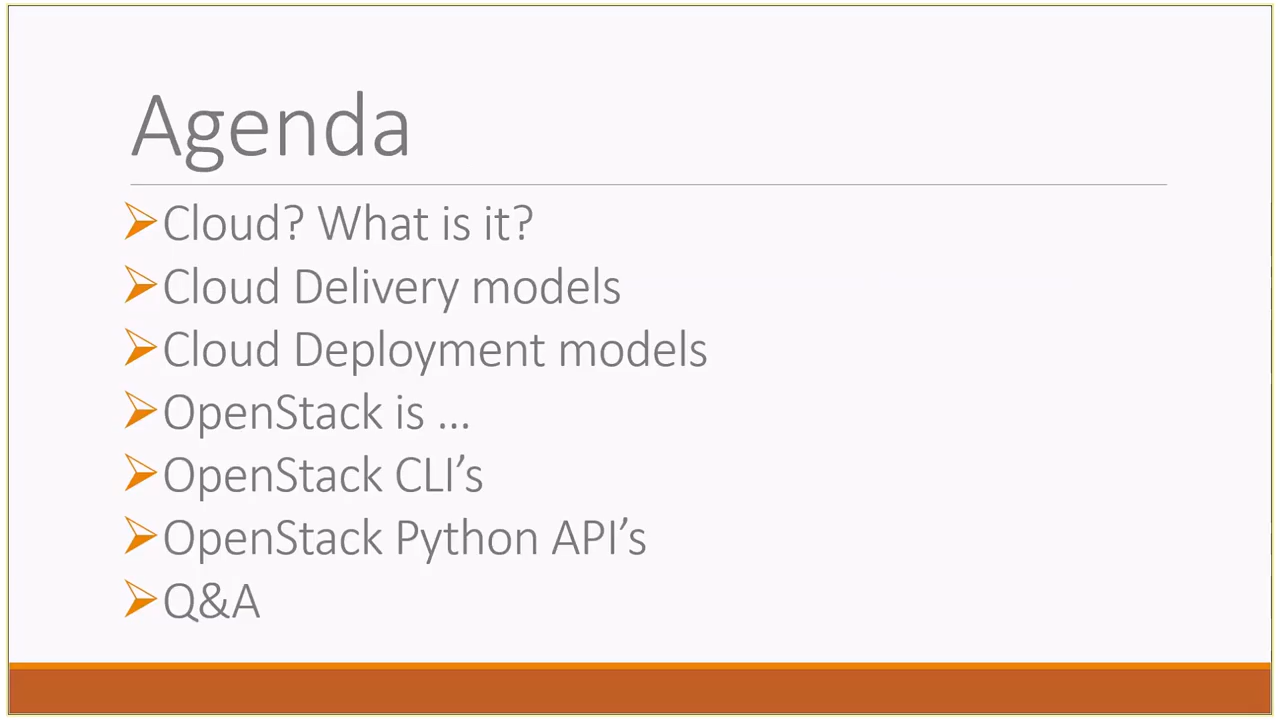 Agenda
Cloud? What is it?
Cloud Delivery models
Cloud Deployment models
OpenStack is ...
OpenStack CLI’s
OpenStack Python API’s
Q&A